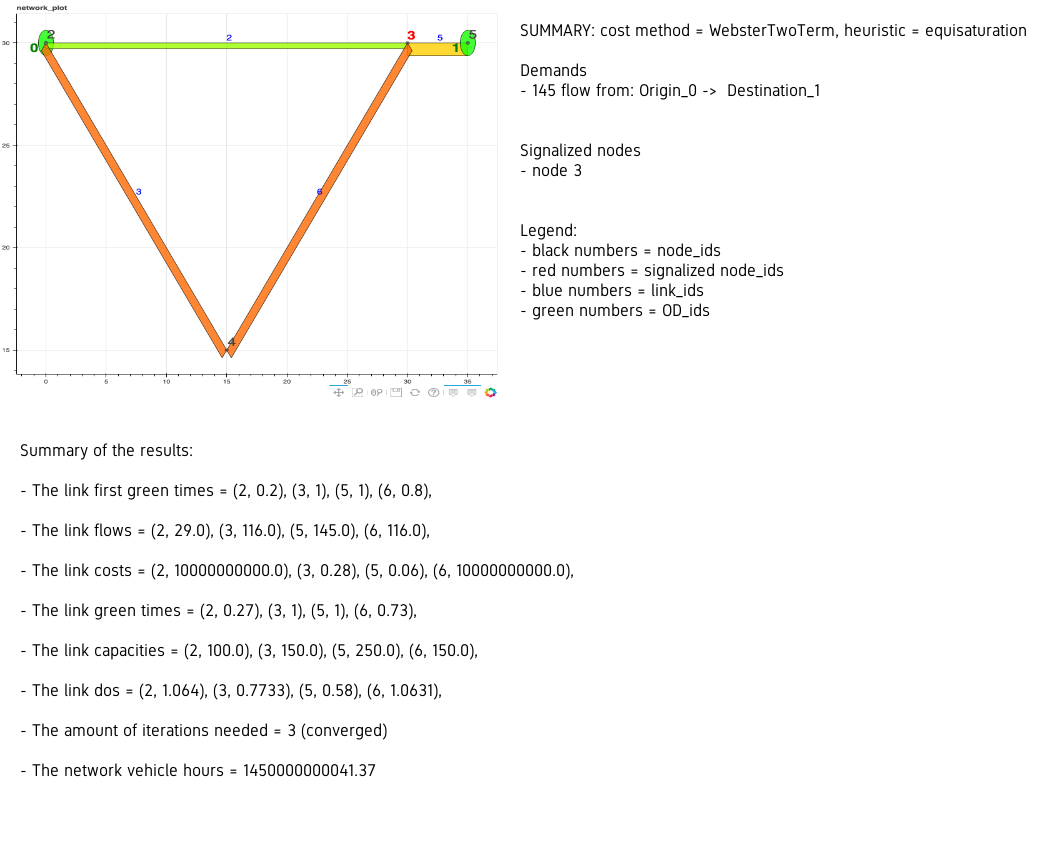 network_plot
SUMMARY: cost method = WebsterTwoTerm, heuristic = equisaturation
Demands
- 145 flow from: Origin_0 -> Destination_1
Signalized nodes
- node 3
Legend:
- black numbers = node_ids
- red numbers = signalized node_ids
- blue numbers = link_ids
- green numbers = OD_ids
2
0
2
3
5
5
1
3
6
4
30
25
20
15
0 5 10 15 20 25 30 35
Summary of the results:
- The link first green times = (2, 0.2), (3, 1), (5, 1), (6, 0.8),
- The link flows = (2, 29.0), (3, 116.0), (5, 145.0), (6, 116.0),
- The link costs = (2, 10000000000.0), (3, 0.28), (5, 0.06), (6, 10000000000.0),
- The link green times = (2, 0.27), (3, 1), (5, 1), (6, 0.73),
- The link capacities = (2, 100.0), (3, 150.0), (5, 250.0), (6, 150.0),
- The link dos = (2, 1.064), (3, 0.7733), (5, 0.58), (6, 1.0631),
- The amount of iterations needed = 3 (converged)
- The network vehicle hours = 1450000000041.37